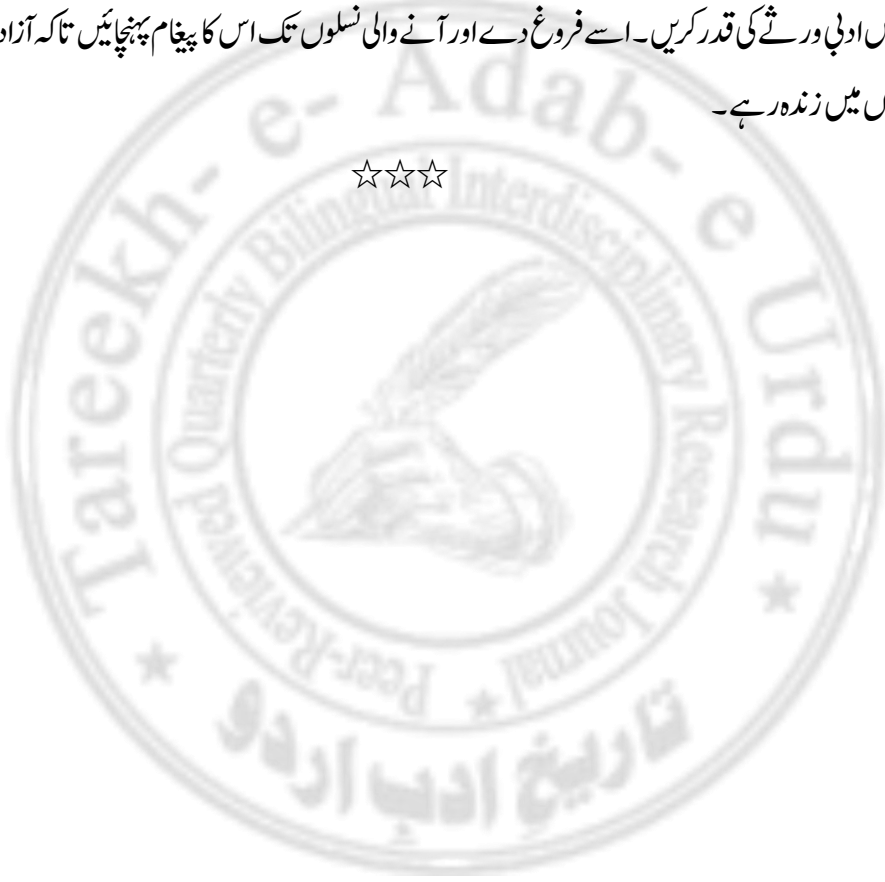 ادبی ورثے کی قدر کریں۔ اسے فروغ دے اور آنے والی نسلوں تک اس کا پیغام پہنچائیں تاکہ
میں زندہ رہے۔
☆☆☆
Tareekh- e- Adab- e Urdu
Quarterly Bilingual Interdisciplinary Research Journal
Peer-Reviewed
تاریخ ادب اردو